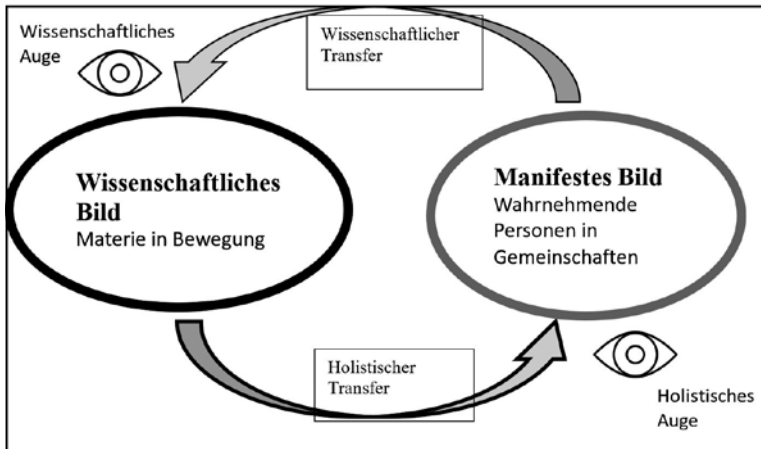 Wissenschaftliches
Auge
Wissenschaftlicher
Transfer
Wissenschaftliches
Bild
Materie in Bewegung
Manifestes Bild
Wahrnehmende
Personen in
Gemeinschaften
Holistischer
Transfer
Holistisches
Auge